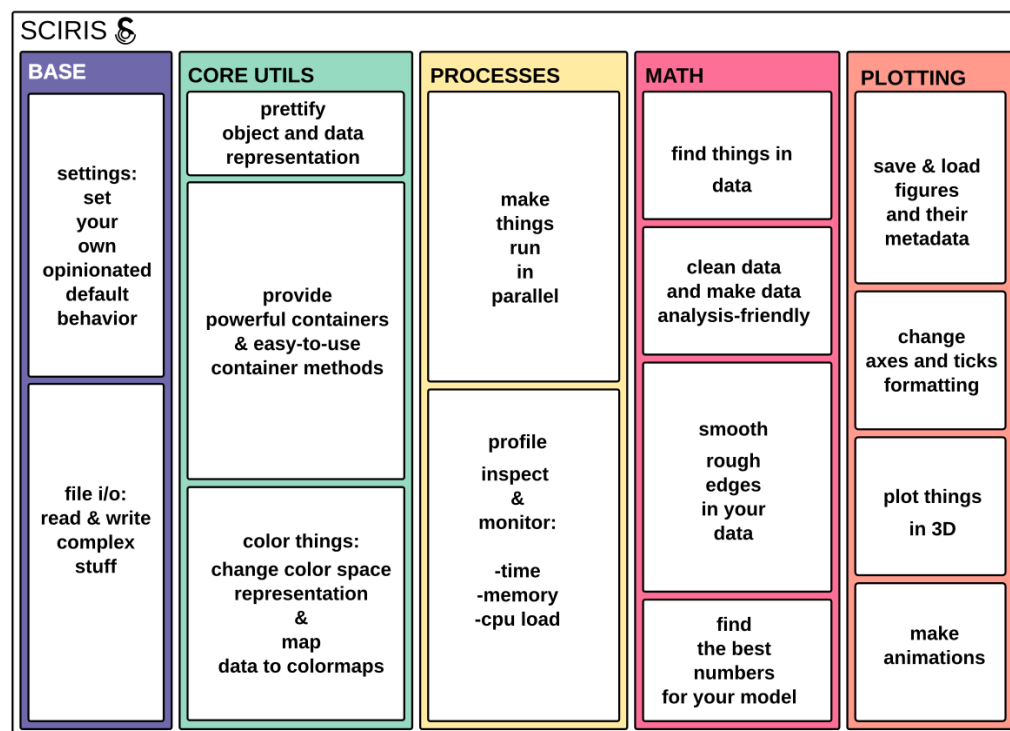 SCIRIS
BASE
settings:
set
your
own
opinionated
default
behavior
file i/o:
read & write
complex
stuff
CORE UTILS
prettify
object and data
representation
provide
powerful containers
& easy-to-use
container methods
color things:
change color space
representation
&
map
data to colormaps
PROCESSES
make
things
run
in
parallel
profile
inspect
&
monitor:
-time
-memory
-cpu load
MATH
find things in
data
clean data
and make data
analysis-friendly
smooth
rough
edges
in your
data
find
the best
numbers
for your model
PLOTTING
save & load
figures
and their
metadata
change
axes and ticks
formatting
plot things
in 3D
make
animations